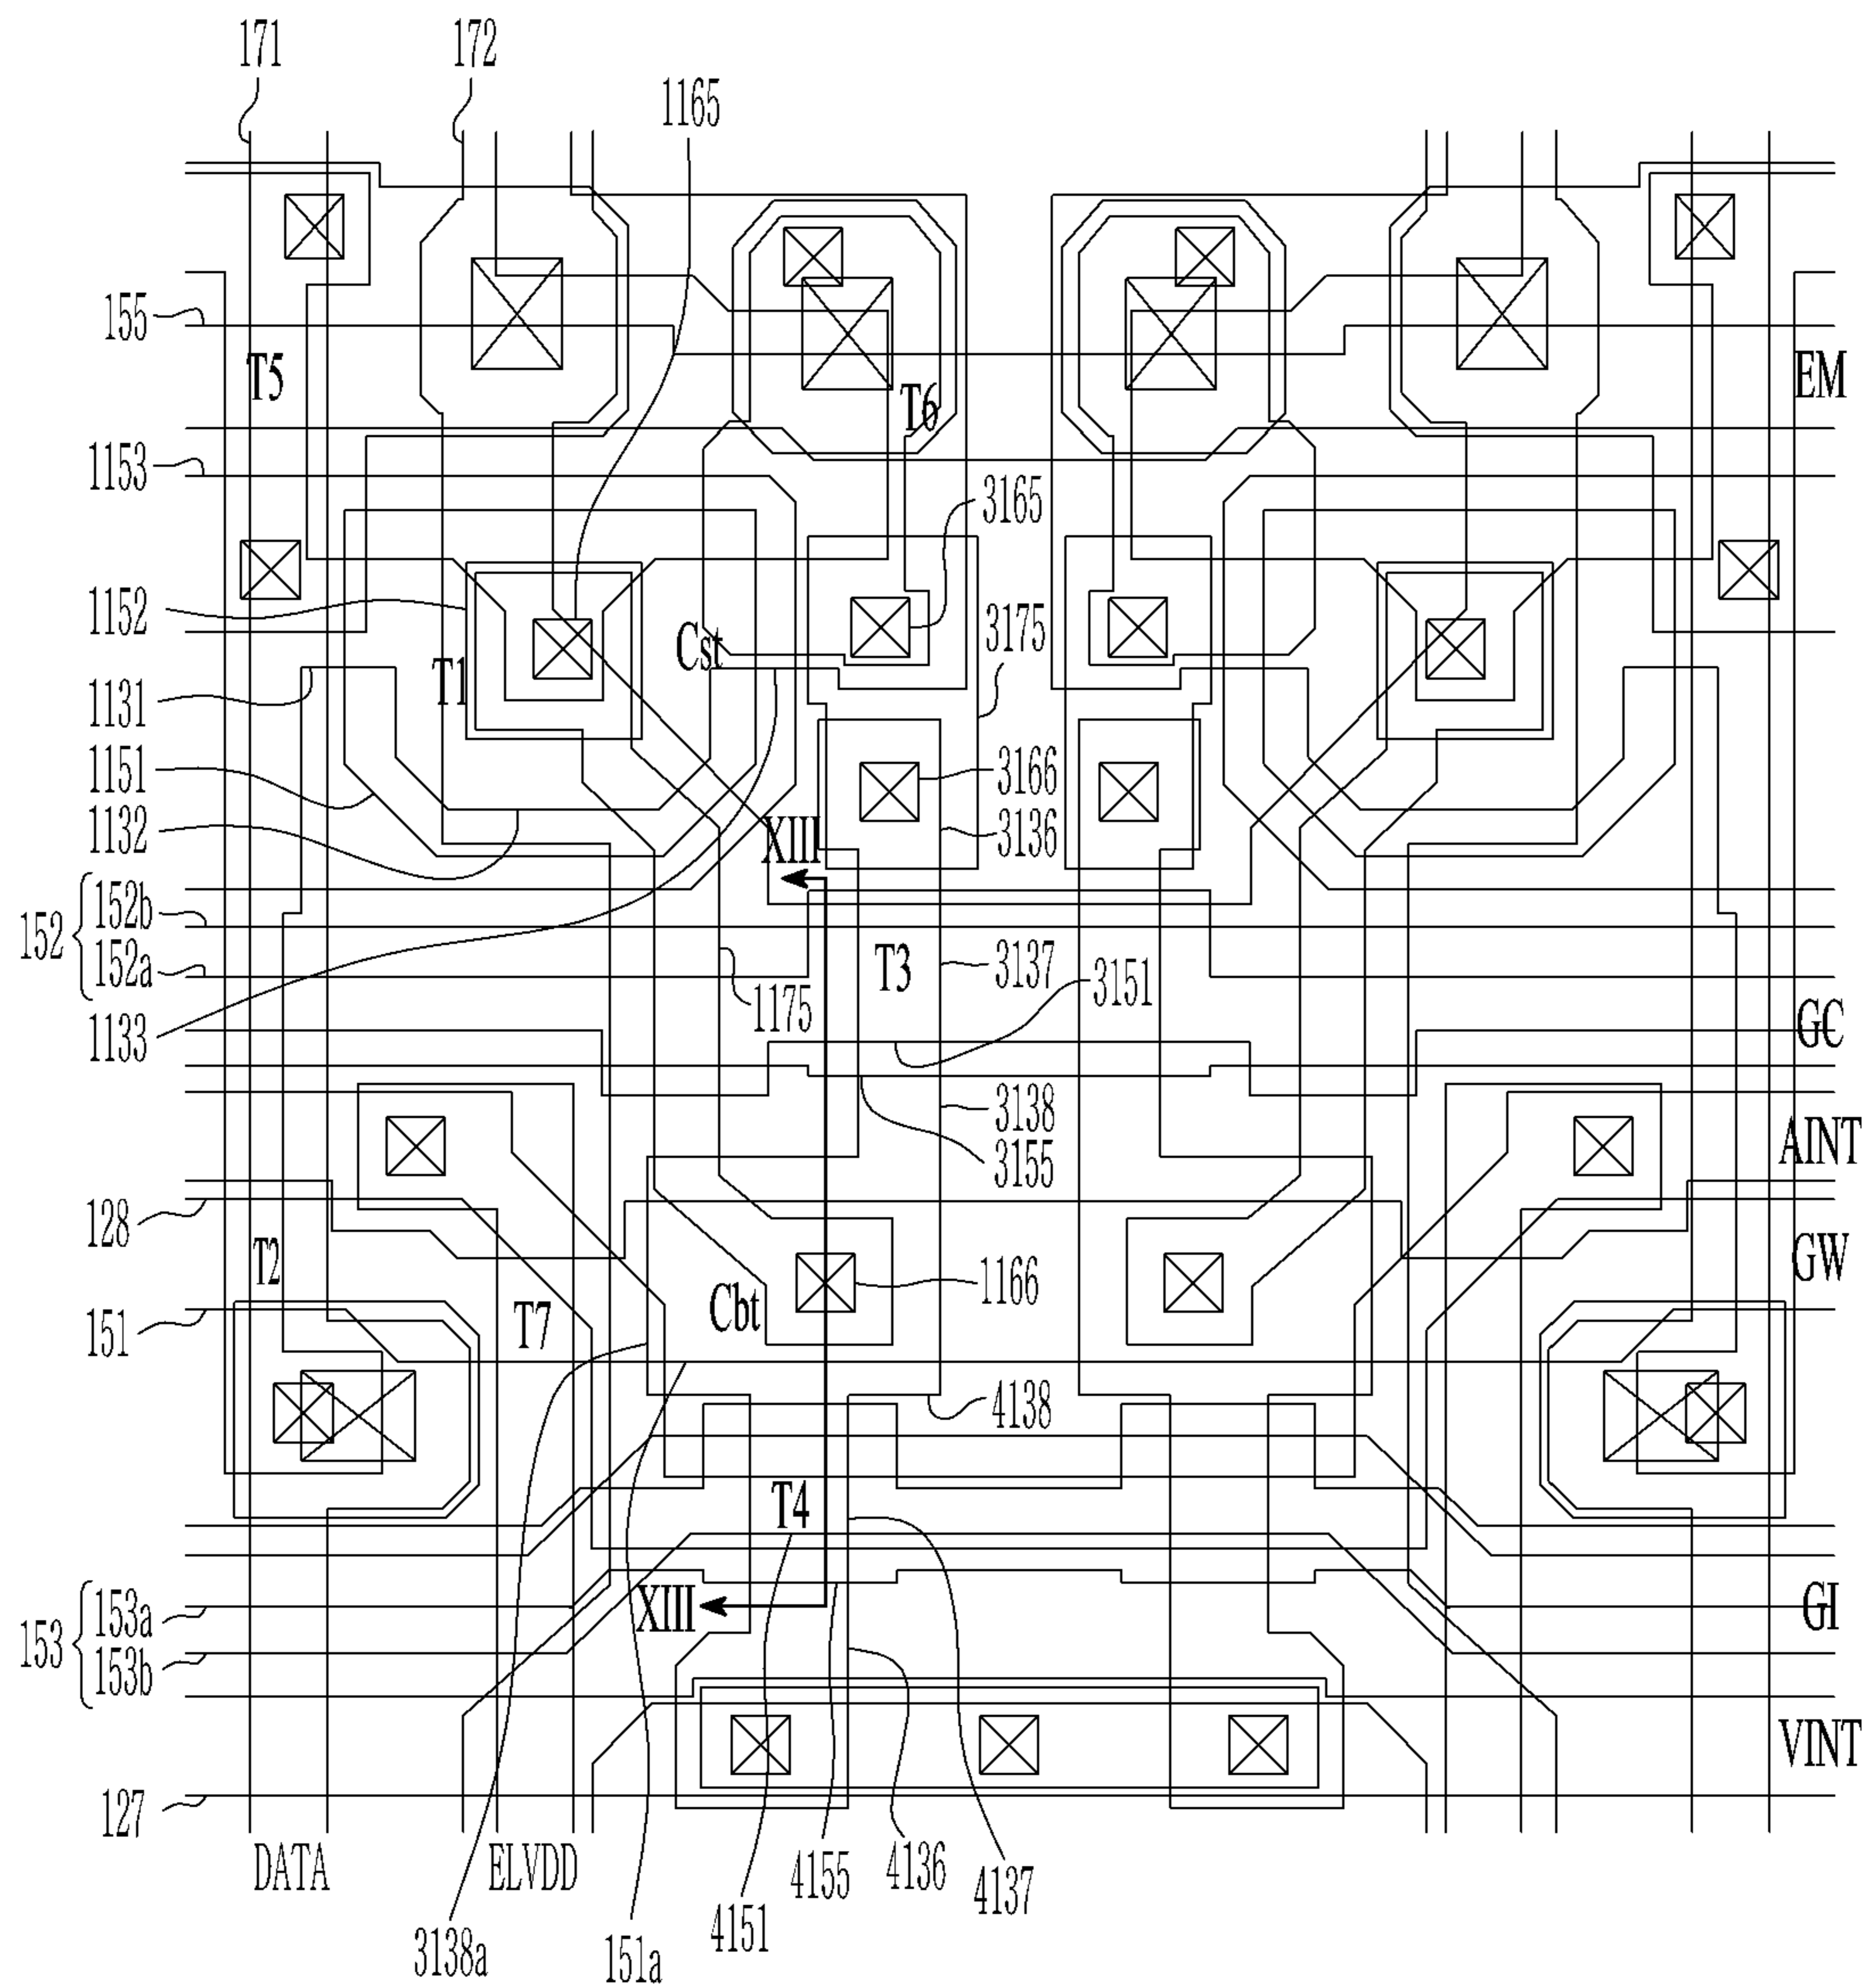 171
172
1165
155
T5
EM
T6
1153
3165
1152
3175
Cst
T1
1131
1151
3166
1132
3136
XIII
152
152b
152a
T3
3137
3151
1175
1133
GC
3138
AINT
3155
128
T2
GW
1166
151
T7
Cbt
4138
T4
153
153a
153b
XIII
GI
VINT
127
DATA
ELVDD
4155
4136
4137
4151
3138a
151a